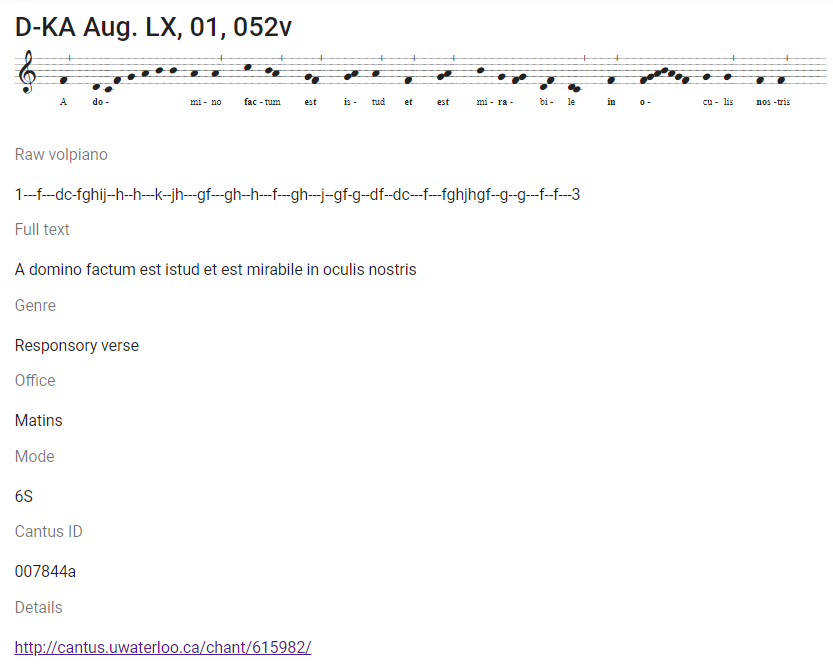 D-KA Aug. LX, 01, 052v
A do- mi- no fac-tum est is- tud et est mi- ra- bi- le in o- cu- lis nos-tris
Raw volpiano
1---f---dc-fghij--h--h---k--jh---gf---gh--h---f---gh---j--gf-g--df--dc---f---fghjhgf--g--g---f--f---3
Full text
A domino factum est istud et est mirabile in oculis nostris
Genre
Responsory verse
Office
Matins
Mode
6S
Cantus ID
007844a
Details
http://cantus.uwaterloo.ca/chant/615982/